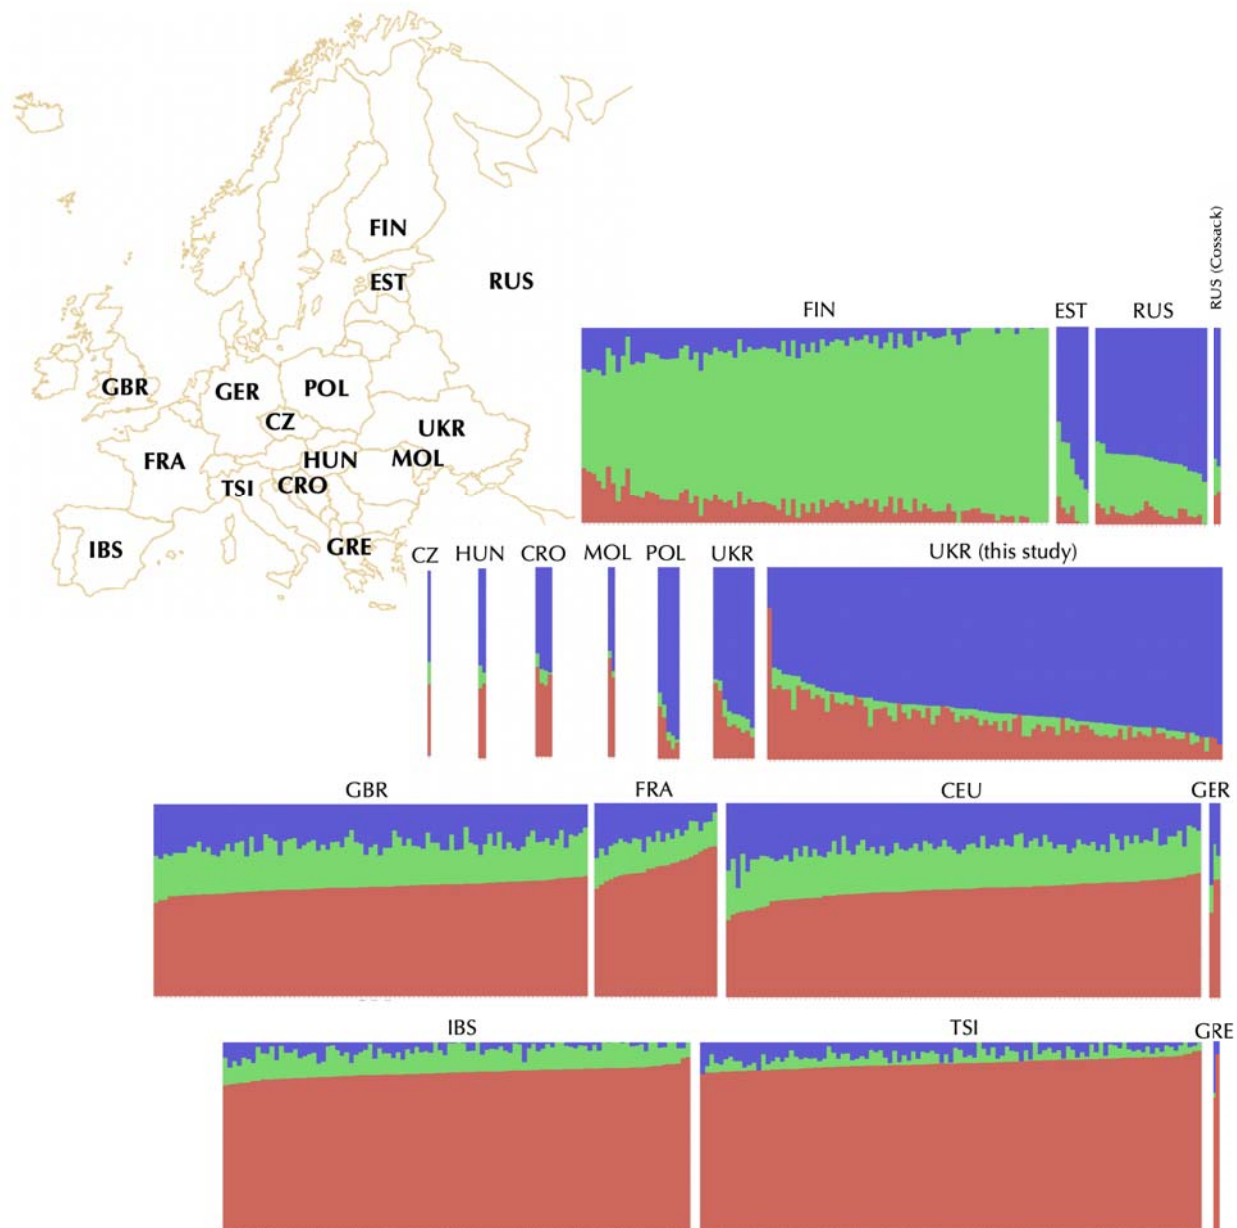 FIN
EST
RUS
GBR
GER
POL
CZ
UKR
FRA
HUN
MOL
TSI
CRO
IBS
GRE
FIN
EST
RUS
RUS (Cossack)
CZ
HUN
CRO
MOL
POL
UKR
UKR (this study)
GBR
FRA
CEU
GER
IBS
TSI
GRE